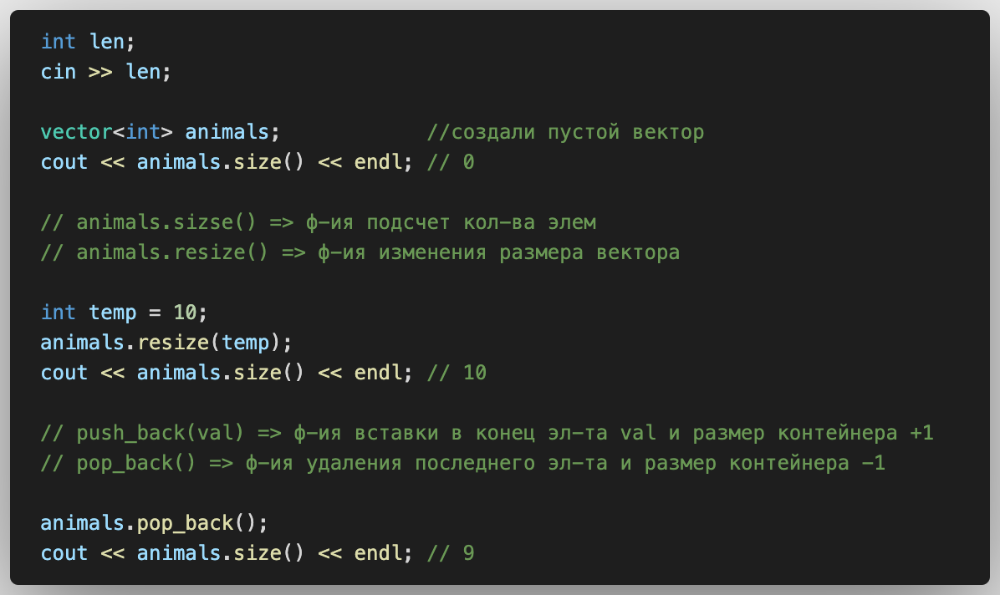 int len;
cin >> len;
vector<int> animals; //создали пустой вектор
cout << animals.size() << endl; // 0
// animals.sizse() => ф-ия подсчет кол-ва элем
// animals.resize() => ф-ия изменения размера вектора
int temp = 10;
animals.resize(temp);
cout << animals.size() << endl; // 10
// push_back(val) => ф-ия вставки в конец эл-та val и размер контейнера +1
// pop_back() => ф-ия удаления последнего эл-та и размер контейнера -1
animals.pop_back();
cout << animals.size() << endl; // 9